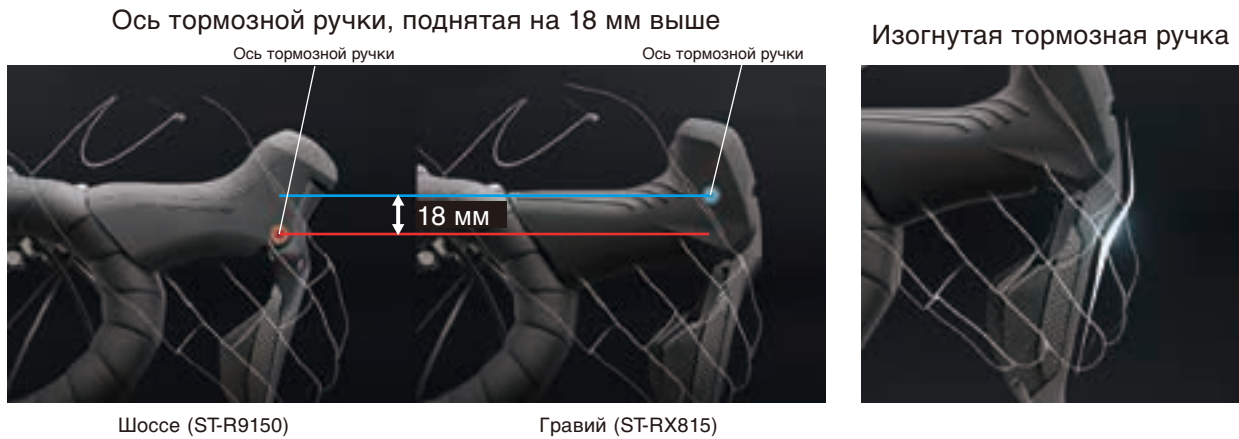 Ось тормозной ручки, поднятая на 18 мм выше
Ось тормозной ручки
Ось тормозной ручки
18 мм
Шоссе (ST-R9150)
Гравий (ST-RX815)
Изогнутая тормозная ручка